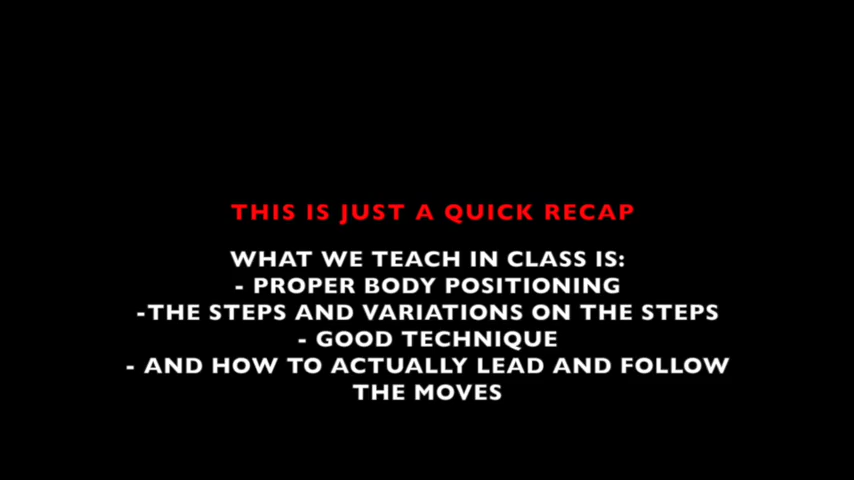 THIS IS JUST A QUICK RECAP
WHAT WE TEACH IN CLASS IS:
- PROPER BODY POSITIONING
-THE STEPS AND VARIATIONS ON THE STEPS
- GOOD TECHNIQUE
- AND HOW TO ACTUALLY LEAD AND FOLLOW
THE MOVES